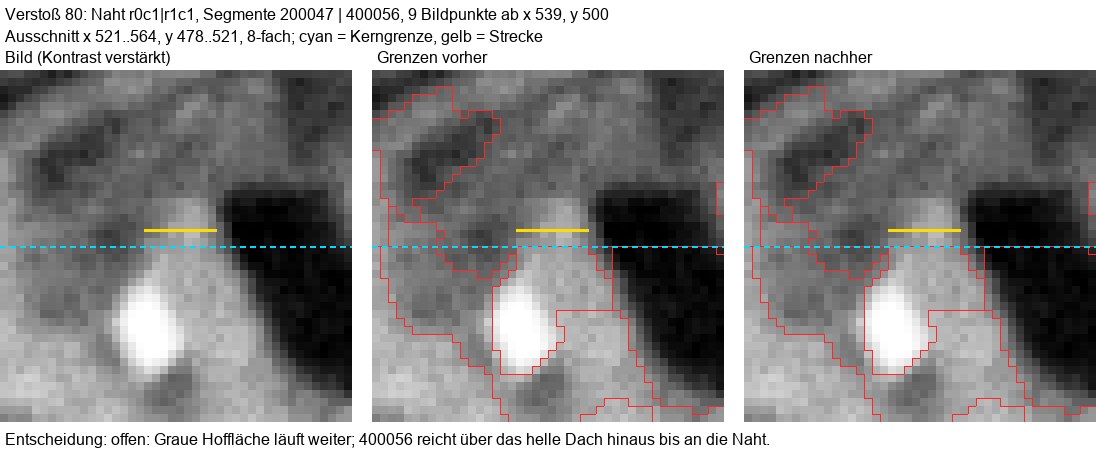 Verstoß 80: Naht r0c1|r1c1, Segmente 200047 | 400056, 9 Bildpunkte ab x 539, y 500
Ausschnitt x 521..564, y 478..521, 8-fach; cyan = Kerngrenze, gelb = Strecke
Bild (Kontrast verstärkt)
Grenzen vorher
Grenzen nachher
Entscheidung: offen: Graue Hoffläche läuft weiter; 400056 reicht über das helle Dach hinaus bis an die Naht.